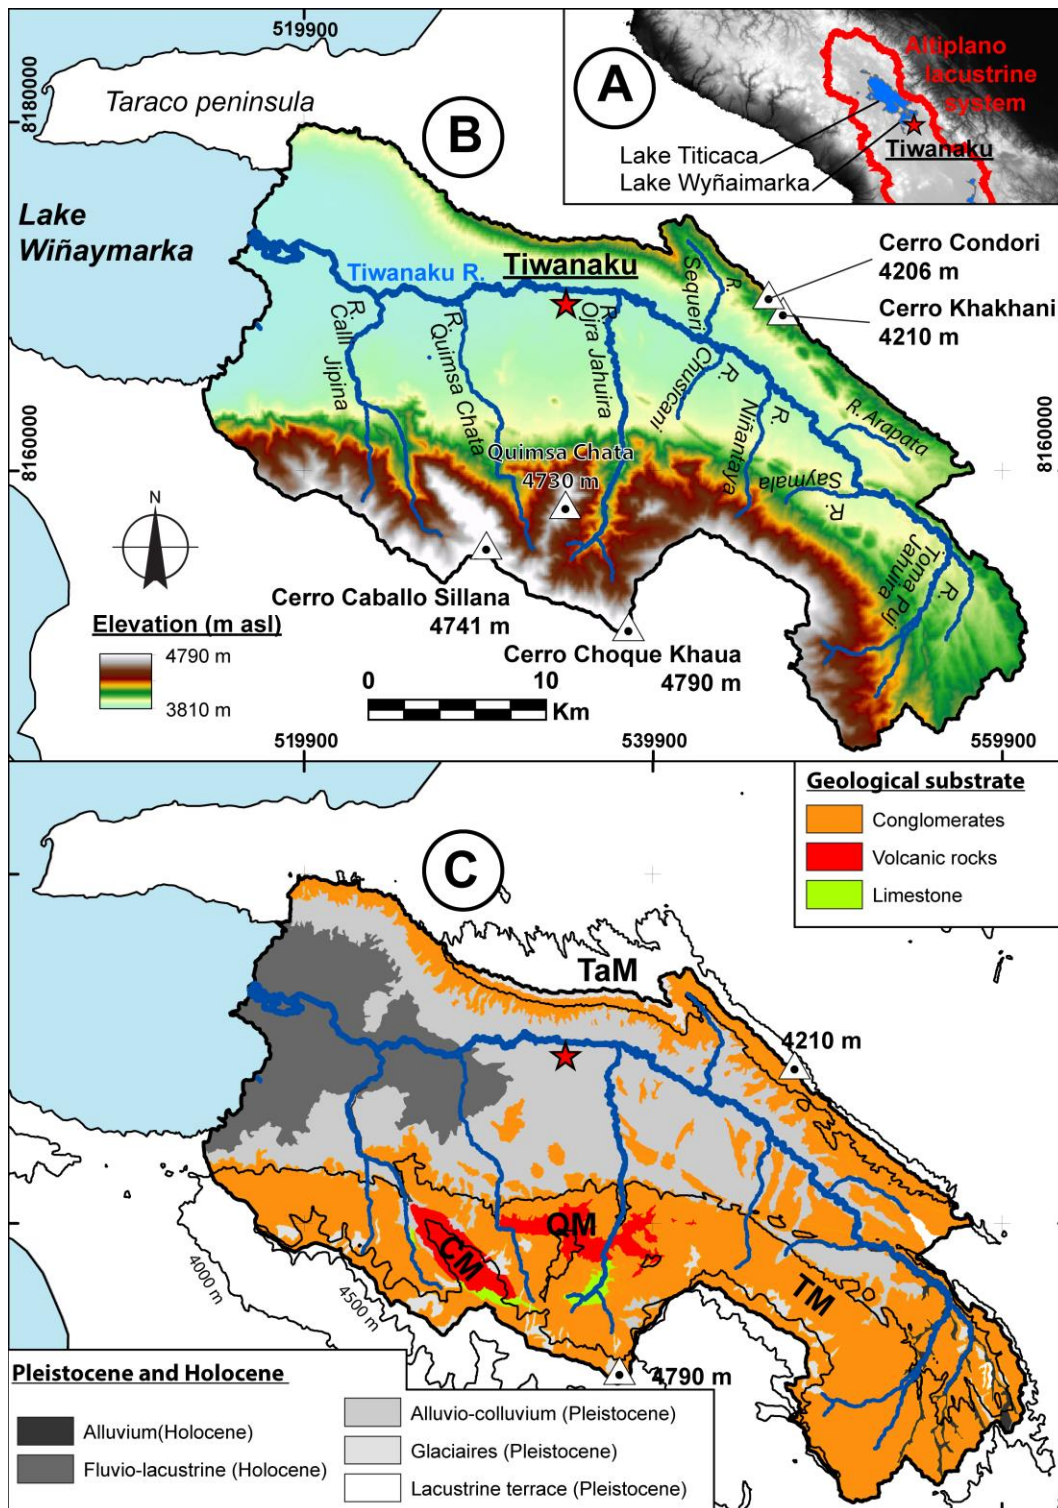 519900
8180000
Taraco peninsula
B
A
Altiplano
lacustrine
system
Lake Titicaca
Lake Wyñaimarka
Tiwanaku
Lake
Wiñaymarka
Tiwanaku R.
Tiwanaku
R. Sequeri
Cerro Condori
4206 m
Cerro Khakhani
4210 m
R. Calli
Jipina
R. Quimsa Chata
R.
Ojra Jahuira
R.
Chusicani
R.
Niñantaya
R. Arapata
8160000
8160000
Quimsa Chata
4730 m
Saymala
R.
Toma Puj
Jahuira
R.
N
Cerro Caballo Sillana
4741 m
Cerro Choque Khaua
4790 m
Elevation (m asl)
4790 m
3810 m
0 10
Km
519900
539900
559900
Geological substrate
Conglomerates
Volcanic rocks
Limestone
C
TaM
4210 m
QM
CM
TM
4000 m
4500 m
4790 m
Pleistocene and Holocene
Alluvium(Holocene)
Fluvio-lacustrine (Holocene)
Alluvio-colluvium (Pleistocene)
Glaciaires (Pleistocene)
Lacustrine terrace (Pleistocene)